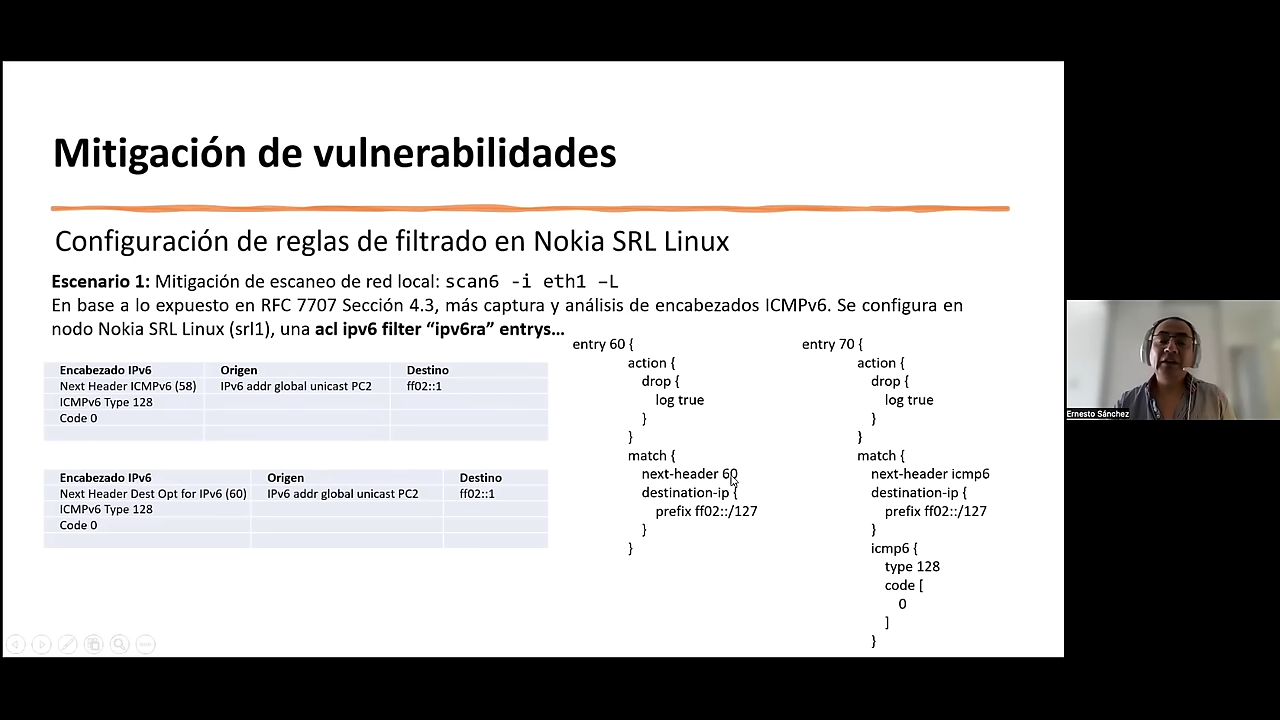 Mitigación de vulnerabilidades
Configuración de reglas de filtrado en Nokia SRL Linux
Escenario 1: Mitigación de escaneo de red local: scan6 -i eth1 –L
En base a lo expuesto en RFC 7707 Sección 4.3, más captura y análisis de encabezados ICMPv6. Se configura en
nodo Nokia SRL Linux (srl1), una acl ipv6 filter “ipv6ra” entrys...
Encabezado IPv6 Origen Destino
Next Header ICMPv6 (58) IPv6 addr global unicast PC2 ff02::1
ICMPv6 Type 128
Code 0
Encabezado IPv6 Origen Destino
Next Header Dest Opt for IPv6 (60) IPv6 addr global unicast PC2 ff02::1
ICMPv6 Type 128
Code 0
entry 60 {
action {
drop {
log true
}
}
match {
next-header 60
destination-ip {
prefix ff02::/127
}
}
entry 70 {
action {
drop {
log true
}
}
match {
next-header icmp6
destination-ip {
prefix ff02::/127
}
icmp6 {
type 128
code [
0
]
}
Ernesto Sánchez